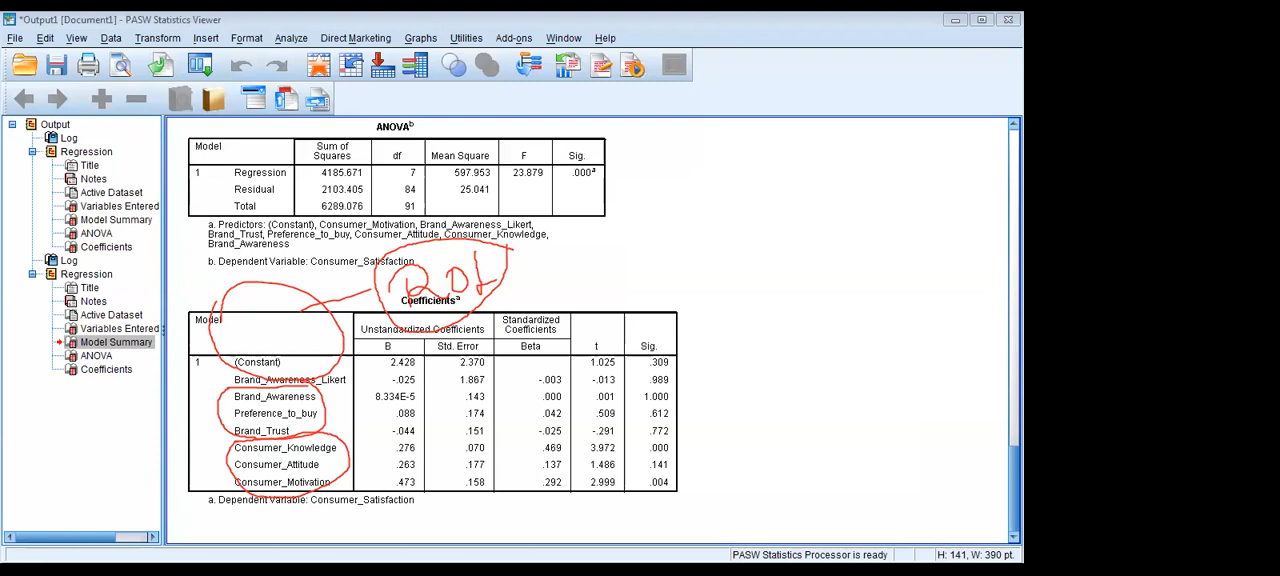 *Output1 [Document1] - PASW Statistics Viewer
File Edit View Data Transform Insert Format Analyze Direct Marketing Graphs Utilities Add-ons Window Help
Output
Log
Regression
Title
Notes
Active Dataset
Variables Entered
Model Summary
ANOVA
Coefficients
Log
Regression
Title
Notes
Active Dataset
Variables Entered
Model Summary
ANOVA
Coefficients
ANOVAb
Model Sum of Squares df Mean Square F Sig.
1 Regression 4185.671 7 597.953 23.879 .000a
Residual 2103.405 84 25.041
Total 6289.076 91
a. Predictors: (Constant), Consumer_Motivation, Brand_Awareness_Likert,
Brand_Trust, Preference_to_buy, Consumer_Attitude, Consumer_Knowledge,
Brand_Awareness
b. Dependent Variable: Consumer_Satisfaction
Coefficientsa
Model Unstandardized Coefficients Standardized Coefficients t Sig.
B Std. Error Beta
1 (Constant) 2.428 2.370 1.025 .309
Brand_Awareness_Likert -.025 1.867 -.003 -.013 .989
Brand_Awareness 8.334E-5 .143 .000 .001 1.000
Preference_to_buy .088 .174 .042 .509 .612
Brand_Trust -.044 .151 -.025 -.291 .772
Consumer_Knowledge .276 .070 .469 3.972 .000
Consumer_Attitude .263 .177 .137 1.486 .141
Consumer_Motivation .473 .158 .292 2.999 .004
a. Dependent Variable: Consumer_Satisfaction
PASW Statistics Processor is ready H: 141, W: 390 pt.